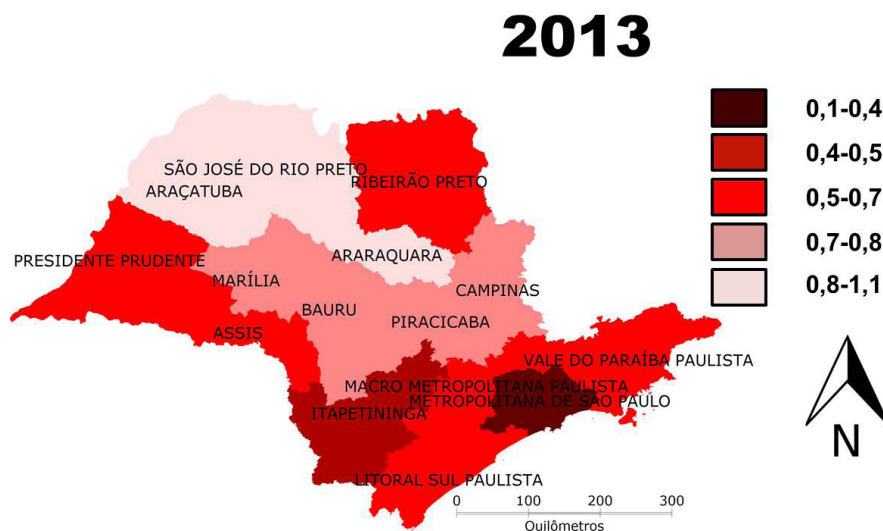 2013
0,1-0,4
0,4-0,5
0,5-0,7
0,7-0,8
0,8-1,1
SÃO JOSÉ DO RIO PRETO
RIBEIRÃO PRETO
ARAÇATUBA
ARARAQUARA
PRESIDENTE PRUDENTE
MARÍLIA
CAMPINAS
BAURU
PIRACICABA
ASSIS
VALE DO PARAÍBA PAULISTA
MACRO METROPOLITANA PAULISTA
METROPOLITANA DE SÃO PAULO
ITAPETININGA
LITORAL SUL PAULISTA
N
0 100 200 300
Quilômetros